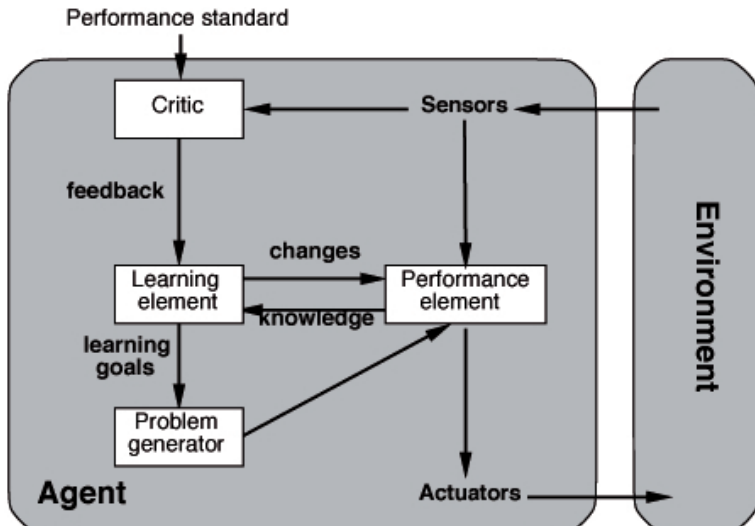 Performance standard
Critic
Sensors
feedback
changes
Learning
element
Performance
element
knowledge
learning
goals
Problem
generator
Agent
Actuators
Environment